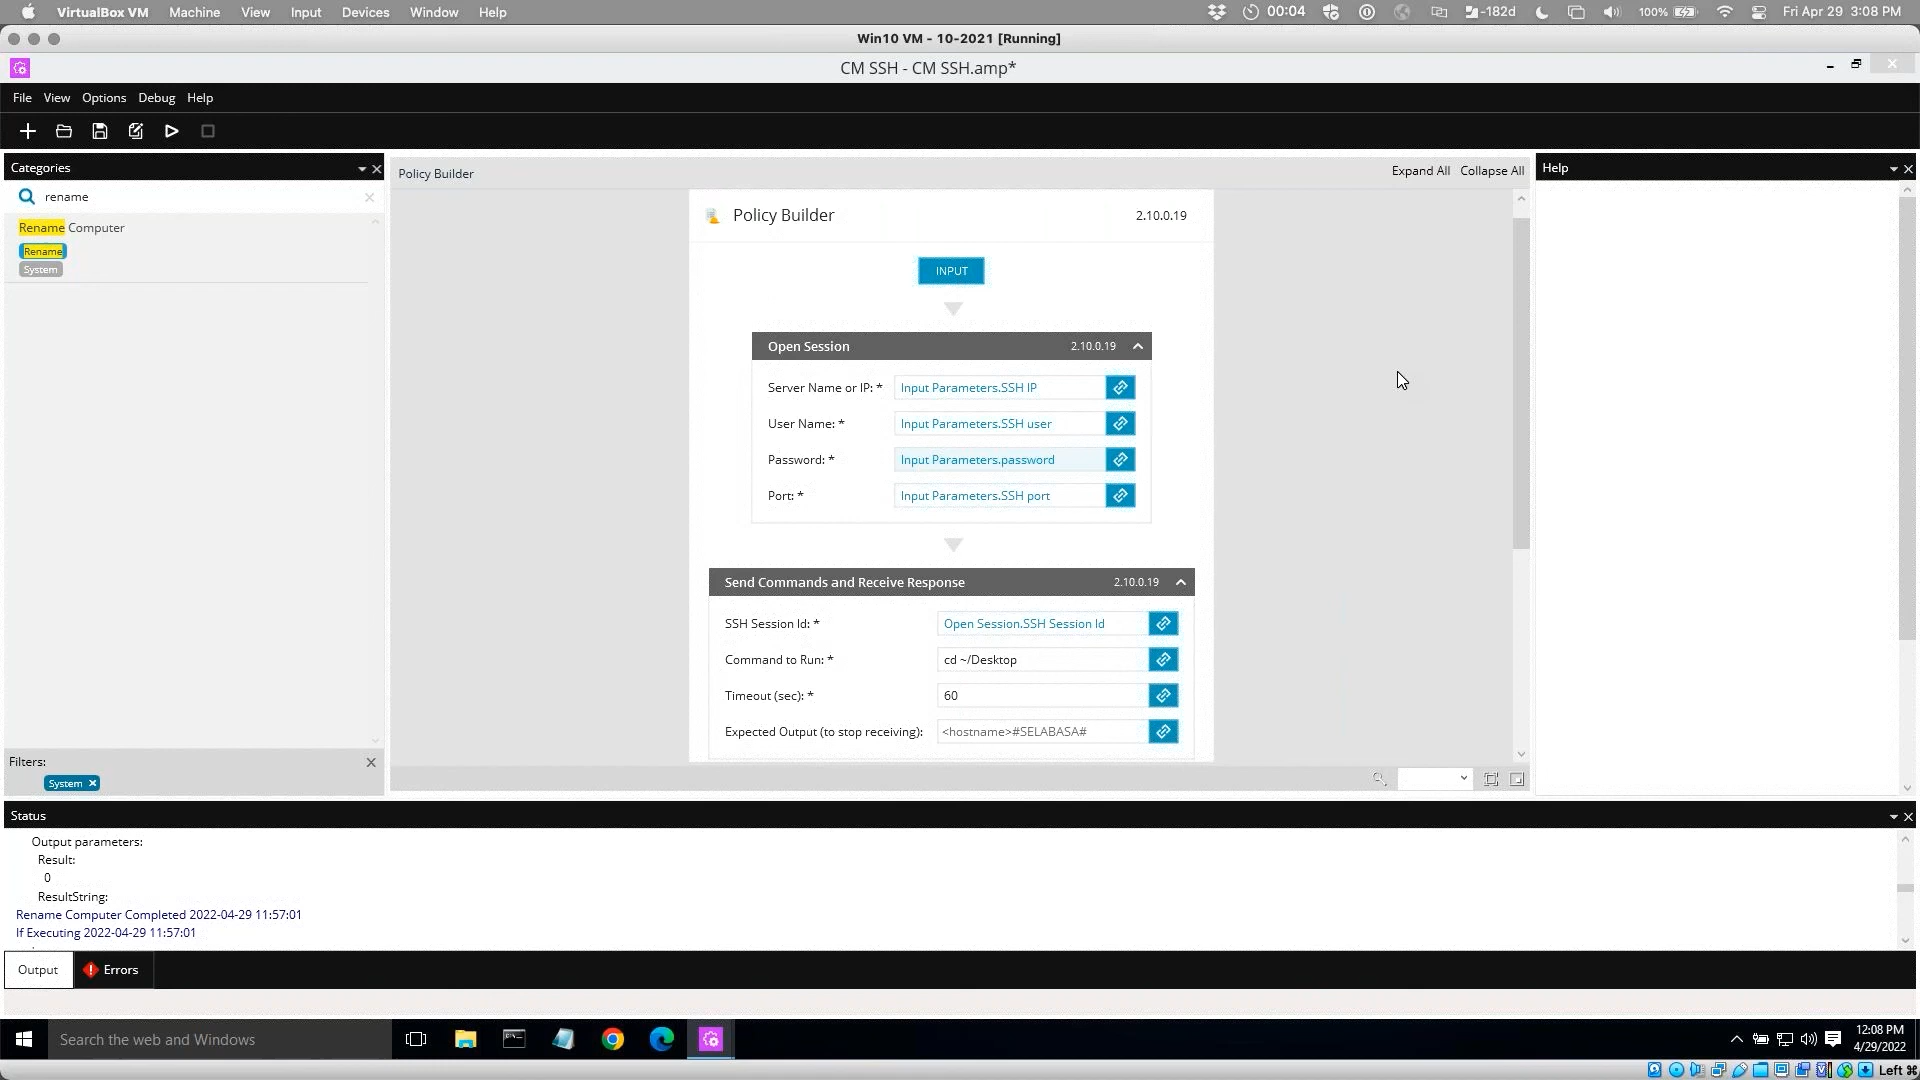 VirtualBox VM Machine View Input Devices Window Help 00:04 -182d 100% Fri Apr 29 3:08 PM
Win10 VM - 10-2021 [Running]
CM SSH - CM SSH.amp*
File View Options Debug Help
Categories
rename
Rename Computer
Rename
System
Filters:
System
Policy Builder
Expand All Collapse All
Policy Builder 2.10.0.19
INPUT
Open Session 2.10.0.19
Server Name or IP: * Input Parameters.SSH IP
User Name: * Input Parameters.SSH user
Password: * Input Parameters.password
Port: * Input Parameters.SSH port
Send Commands and Receive Response 2.10.0.19
SSH Session Id: * Open Session.SSH Session Id
Command to Run: * cd ~/Desktop
Timeout (sec): * 60
Expected Output (to stop receiving): <hostname>#SELABASA#
Help
Status
Output parameters:
Result:
0
ResultString:
Rename Computer Completed 2022-04-29 11:57:01
If Executing 2022-04-29 11:57:01
Output Errors
Search the web and Windows
12:08 PM
4/29/2022
Left ⌘